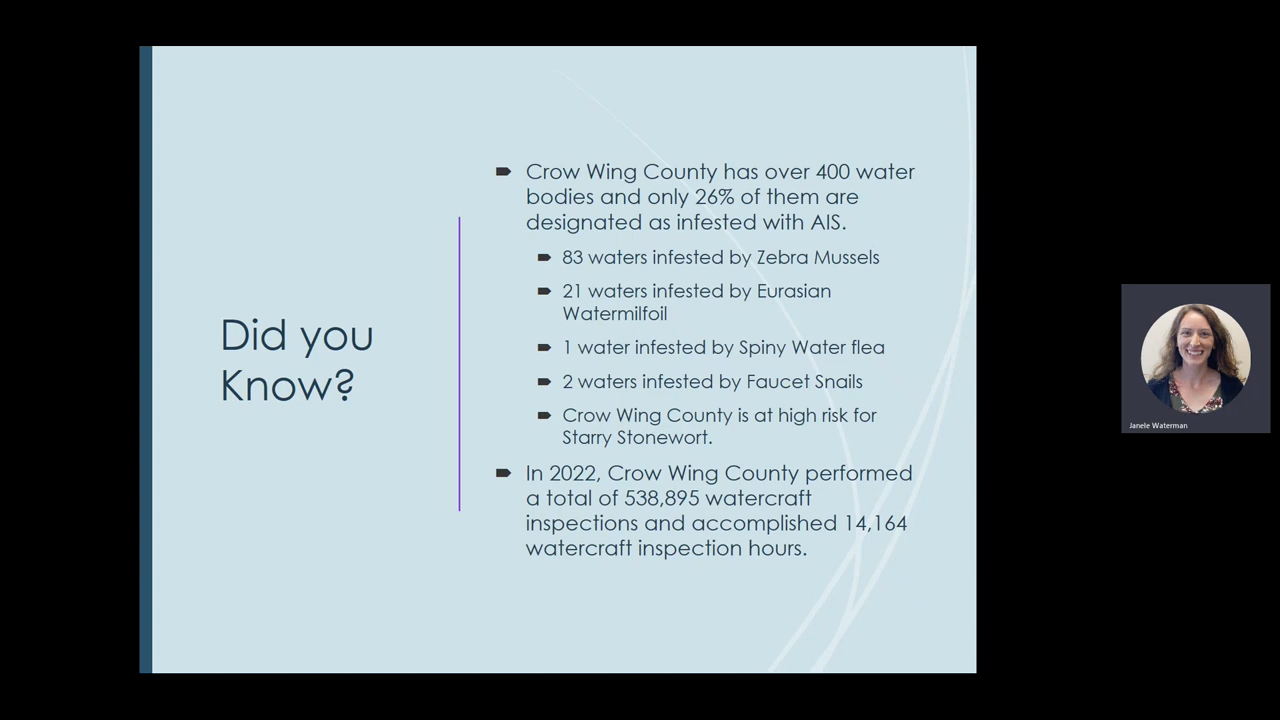 Did you
Know?
Crow Wing County has over 400 water
bodies and only 26% of them are
designated as infested with AIS.
83 waters infested by Zebra Mussels
21 waters infested by Eurasian
Watermilfoil
1 water infested by Spiny Water flea
2 waters infested by Faucet Snails
Crow Wing County is at high risk for
Starry Stonewort.
In 2022, Crow Wing County performed
a total of 538,895 watercraft
inspections and accomplished 14,164
watercraft inspection hours.
Janele Waterman